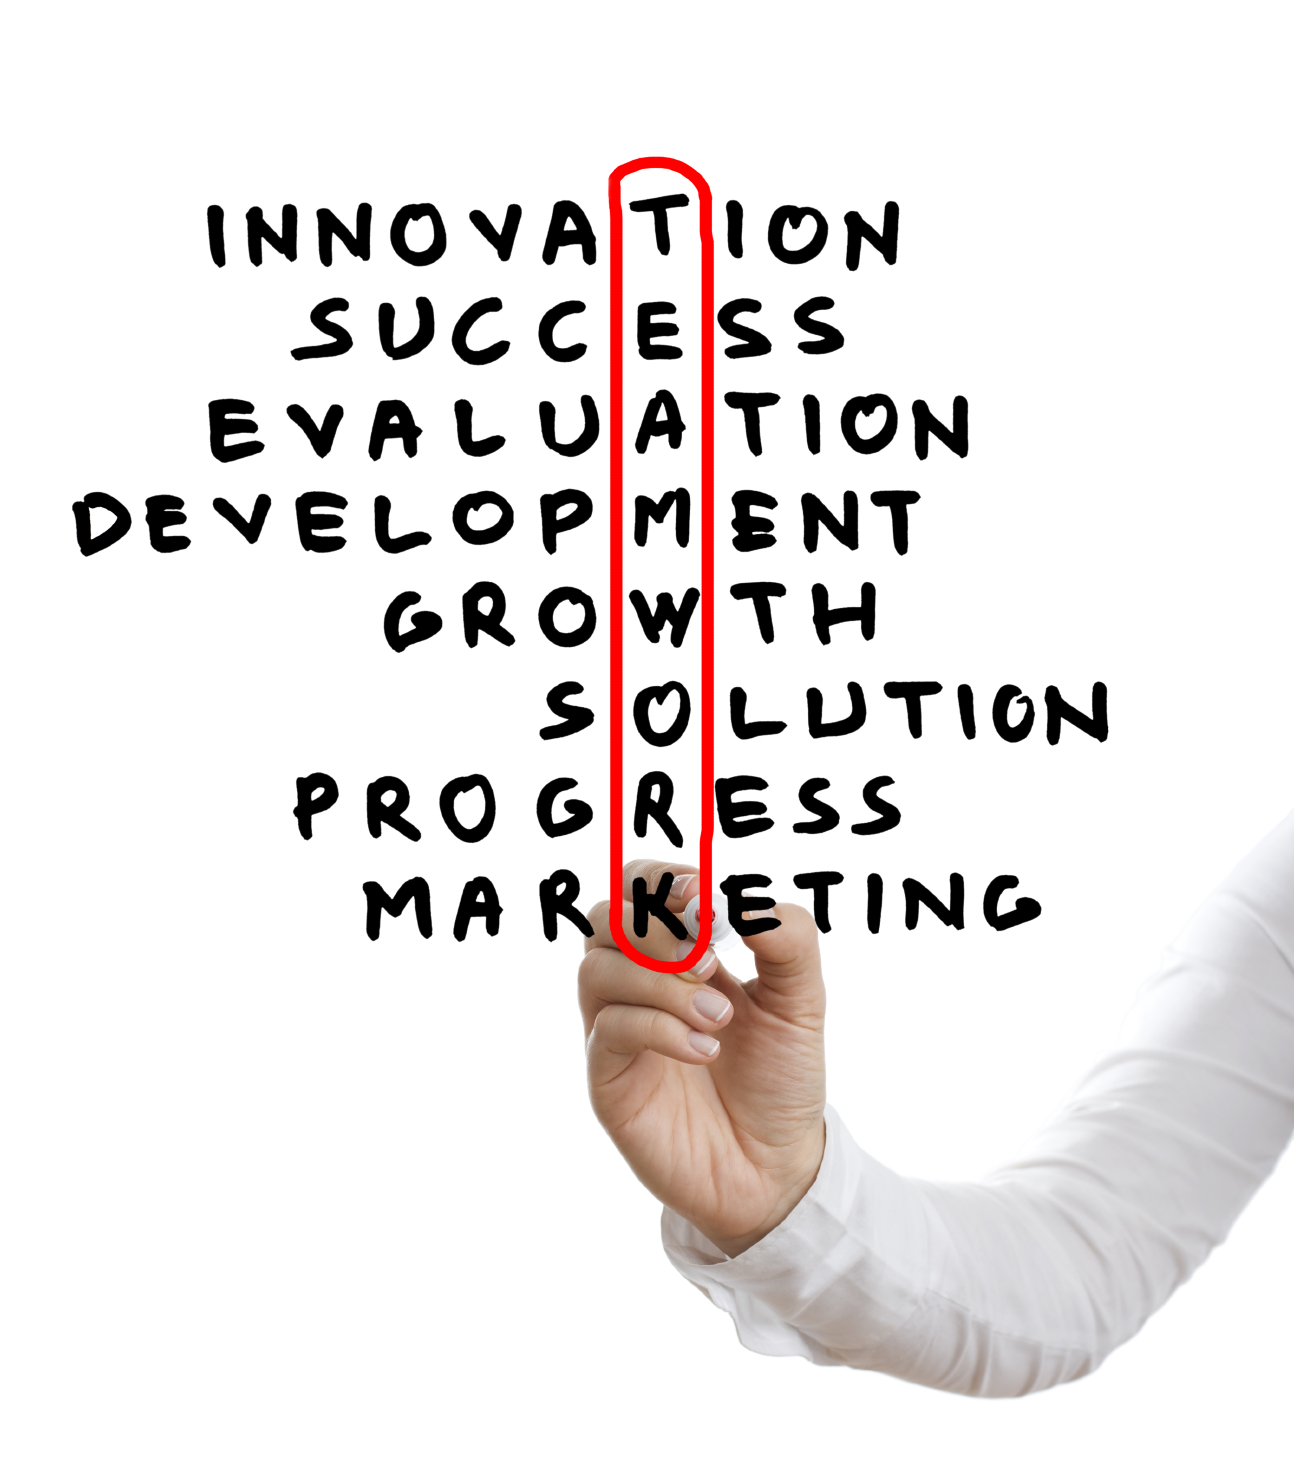 INNOVATION
SUCCESS
EVALUATION
DEVELOPMENT
GROWTH
SOLUTION
PROGRESS
MARKETING